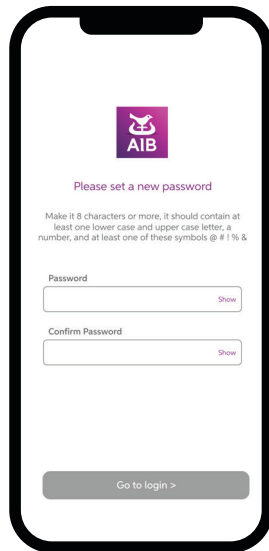 AIB
Please set a new password
Make it 8 characters or more, it should contain at
least one lower case and upper case letter, a
number, and at least one of these symbols @ # ! % &
Password
Show
Confirm Password
Show
Go to login >